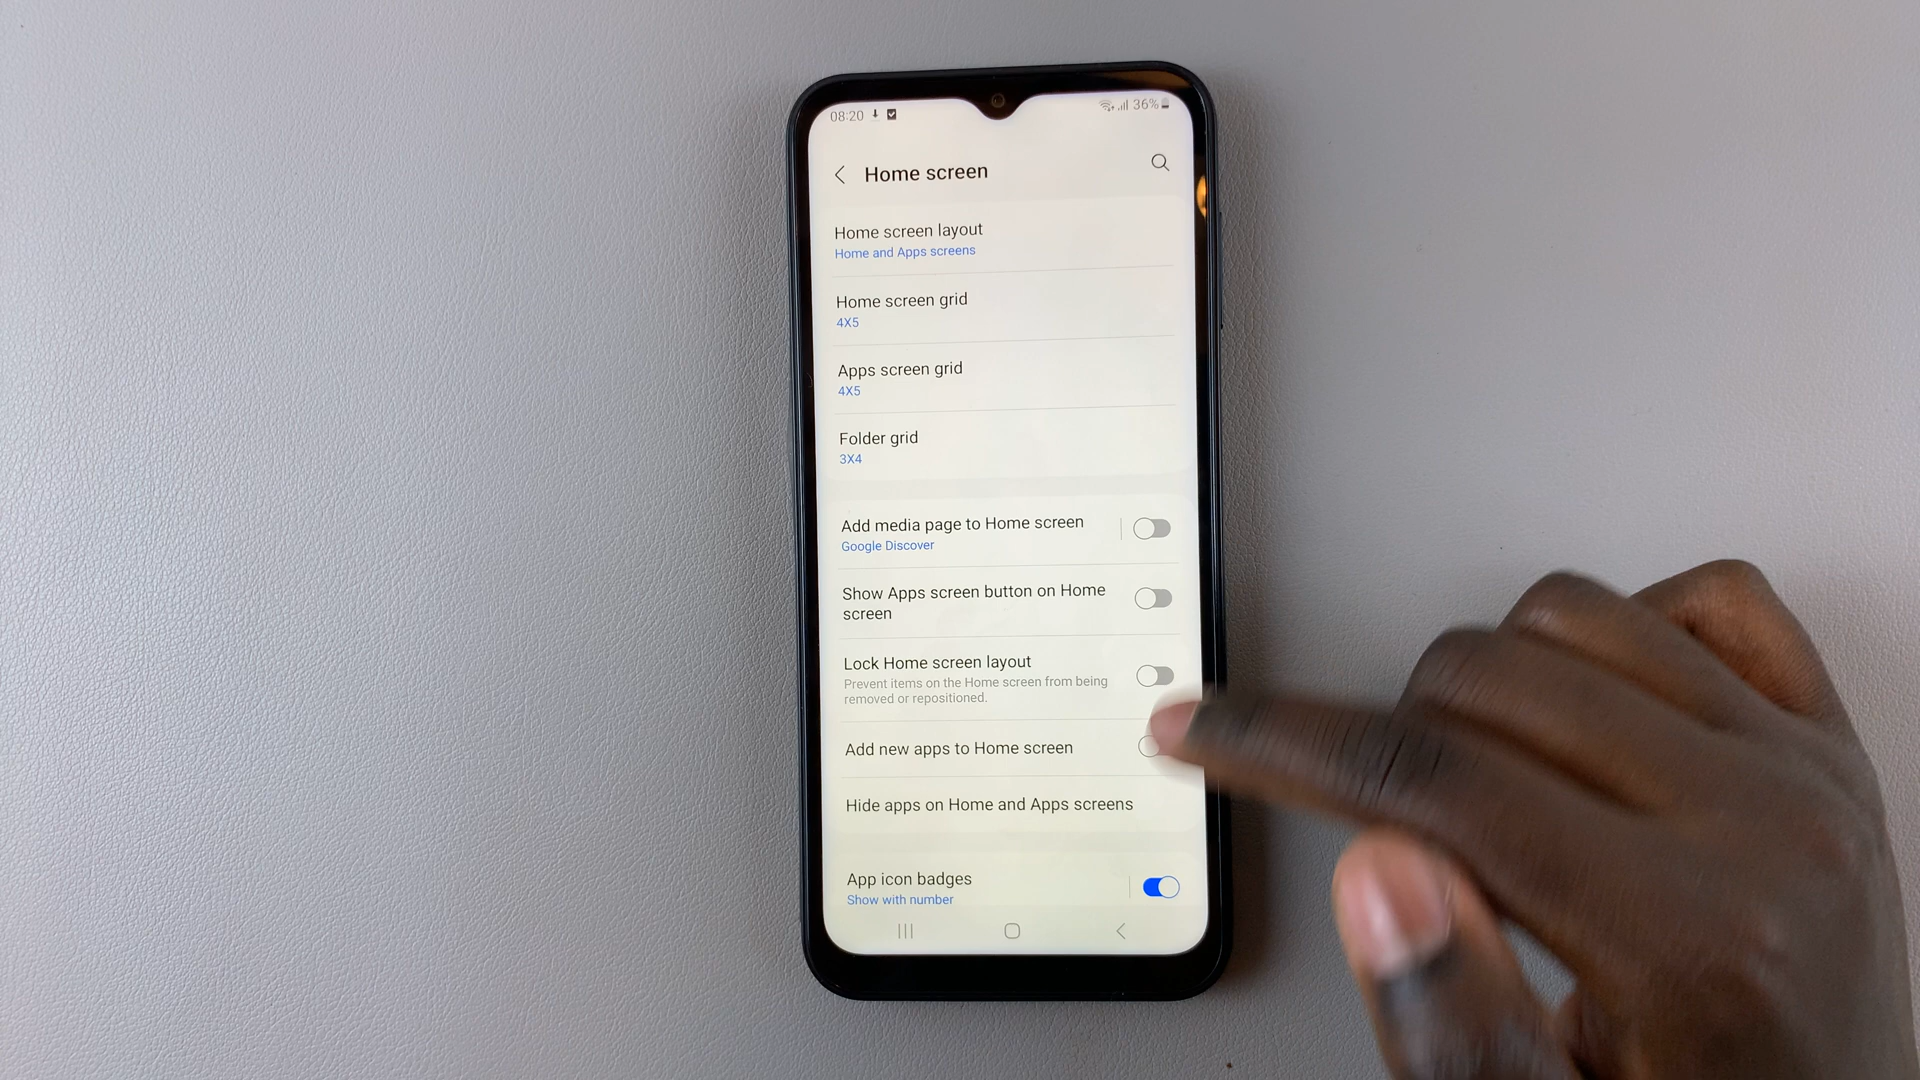 08:20
36%
Home screen
Home screen layout
Home and Apps screens
Home screen grid
4X5
Apps screen grid
4X5
Folder grid
3X4
Add media page to Home screen
Google Discover
Show Apps screen button on Home
screen
Lock Home screen layout
Prevent items on the Home screen from being
removed or repositioned.
Add new apps to Home screen
Hide apps on Home and Apps screens
App icon badges
Show with number